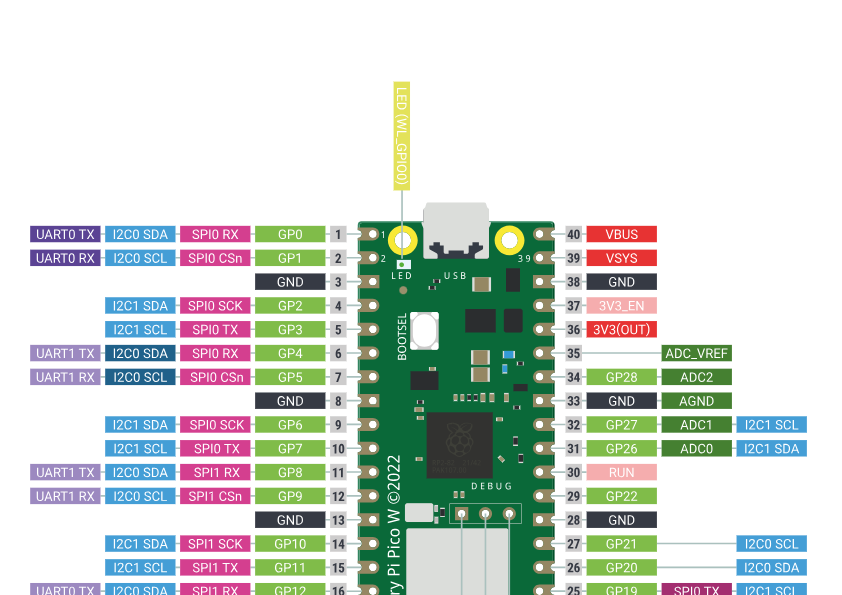 LED (WL_GPIO0)
UART0 TX I2C0 SDA SPI0 RX GP0 1 1 40 VBUS
UART0 RX I2C0 SCL SPI0 CSn GP1 2 2 39 39 VSYS
LED USB
GND 3 38 GND
I2C1 SDA SPI0 SCK GP2 4 37 3V3_EN
I2C1 SCL SPI0 TX GP3 5 36 3V3(OUT)
BOOTSEL
UART1 TX I2C0 SDA SPI0 RX GP4 6 35 ADC_VREF
UART1 RX I2C0 SCL SPI0 CSn GP5 7 34 GP28 ADC2
GND 8 33 GND AGND
I2C1 SDA SPI0 SCK GP6 9 32 GP27 ADC1 I2C1 SCL
I2C1 SCL SPI0 TX GP7 10 31 GP26 ADC0 I2C1 SDA
UART1 TX I2C0 SDA SPI1 RX GP8 11 30 RUN
DEBUG
UART1 RX I2C0 SCL SPI1 CSn GP9 12 29 GP22
GND 13 28 GND
I2C1 SDA SPI1 SCK GP10 14 27 GP21 I2C0 SCL
I2C1 SCL SPI1 TX GP11 15 26 GP20 I2C0 SDA
UART0 TX I2C0 SDA SPI1 RX GP12 16 25 GP19 SPI0 TX I2C1 SCL
ry Pi Pico W ©2022